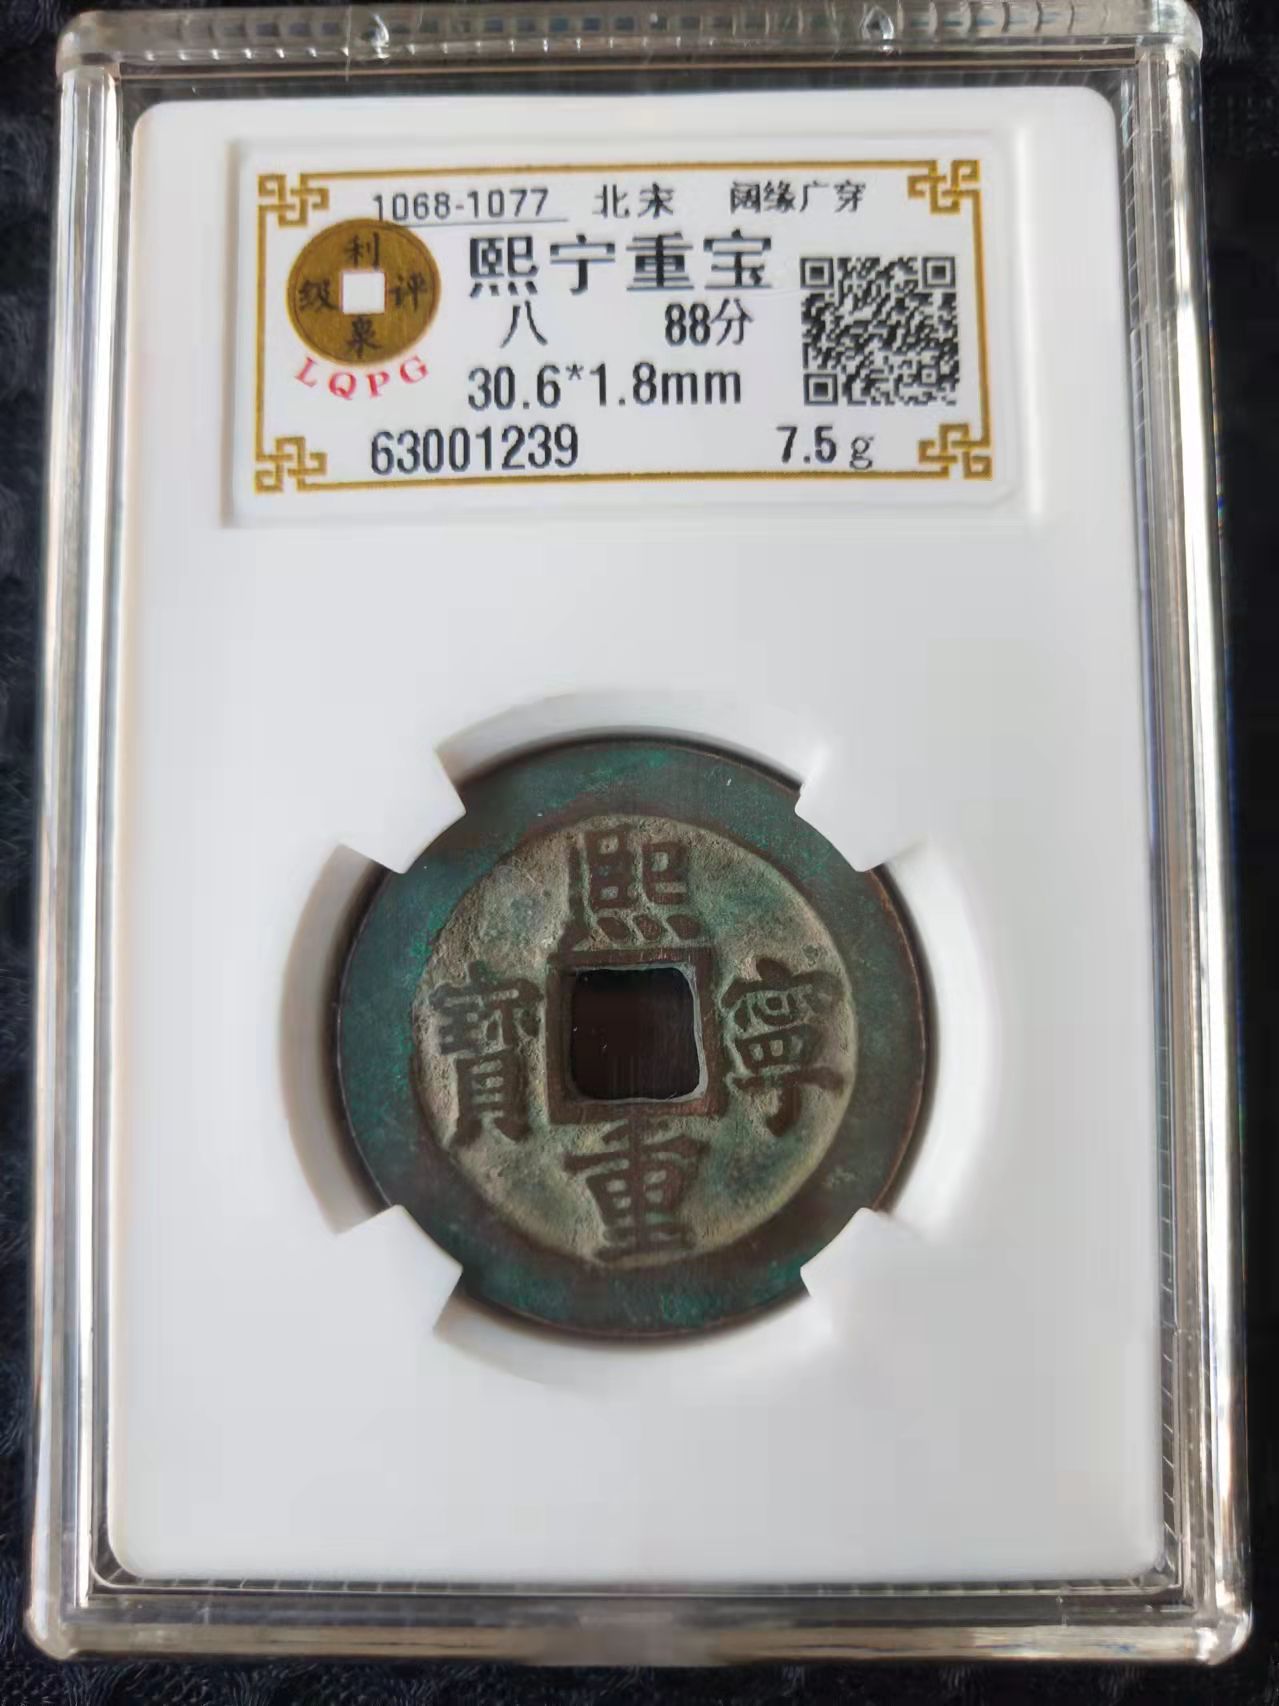 1068-1077 北宋 阔缘广穿
利泉评级
熙宁重宝
八 88分
LQPG
30.6*1.8mm
63001239 7.5g
熙寧重寶